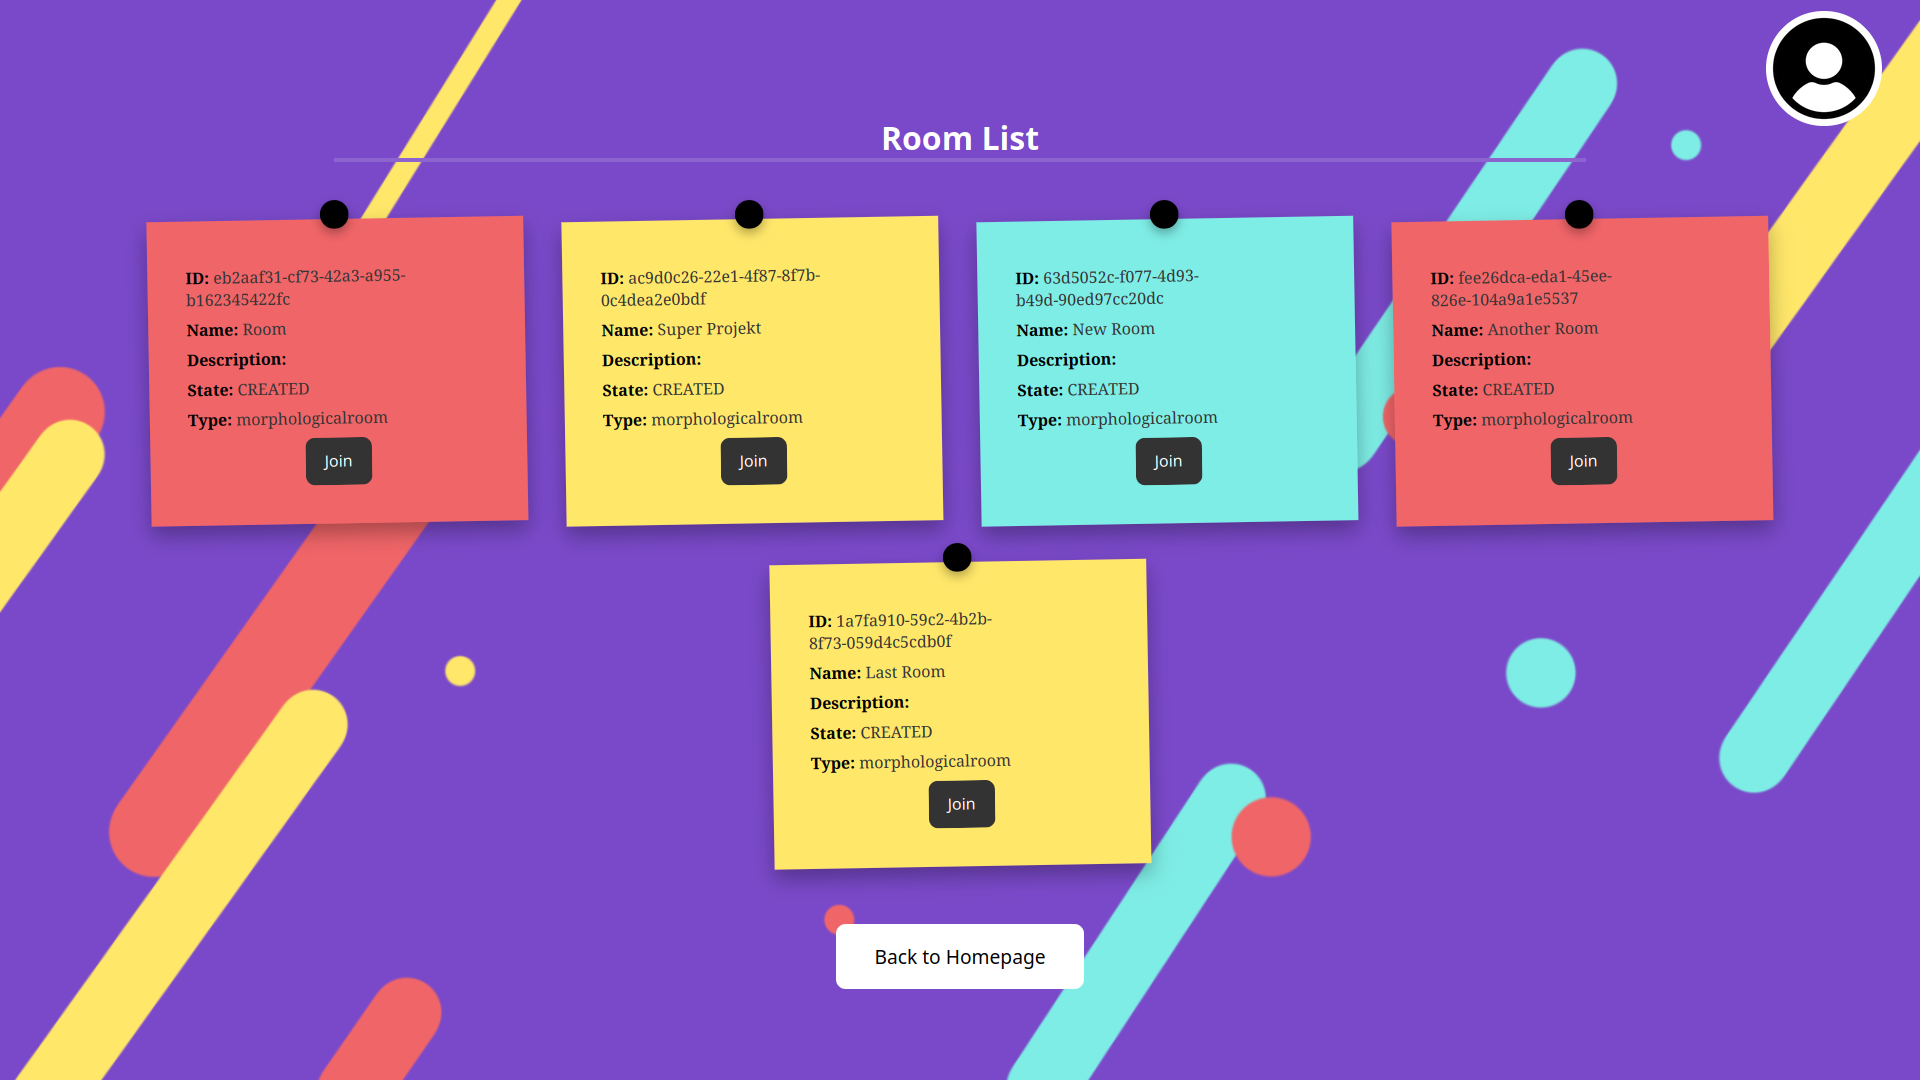 Room List
ID: eb2aaf31-cf73-42a3-a955-
b162345422fc
Name: Room
Description:
State: CREATED
Type: morphologicalroom
Join
ID: ac9d0c26-22e1-4f87-8f7b-
0c4dea2e0bdf
Name: Super Projekt
Description:
State: CREATED
Type: morphologicalroom
Join
ID: 63d5052c-f077-4d93-
b49d-90ed97cc20dc
Name: New Room
Description:
State: CREATED
Type: morphologicalroom
Join
ID: fee26dca-eda1-45ee-
826e-104a9a1e5537
Name: Another Room
Description:
State: CREATED
Type: morphologicalroom
Join
ID: 1a7fa910-59c2-4b2b-
8f73-059d4c5cdb0f
Name: Last Room
Description:
State: CREATED
Type: morphologicalroom
Join
Back to Homepage